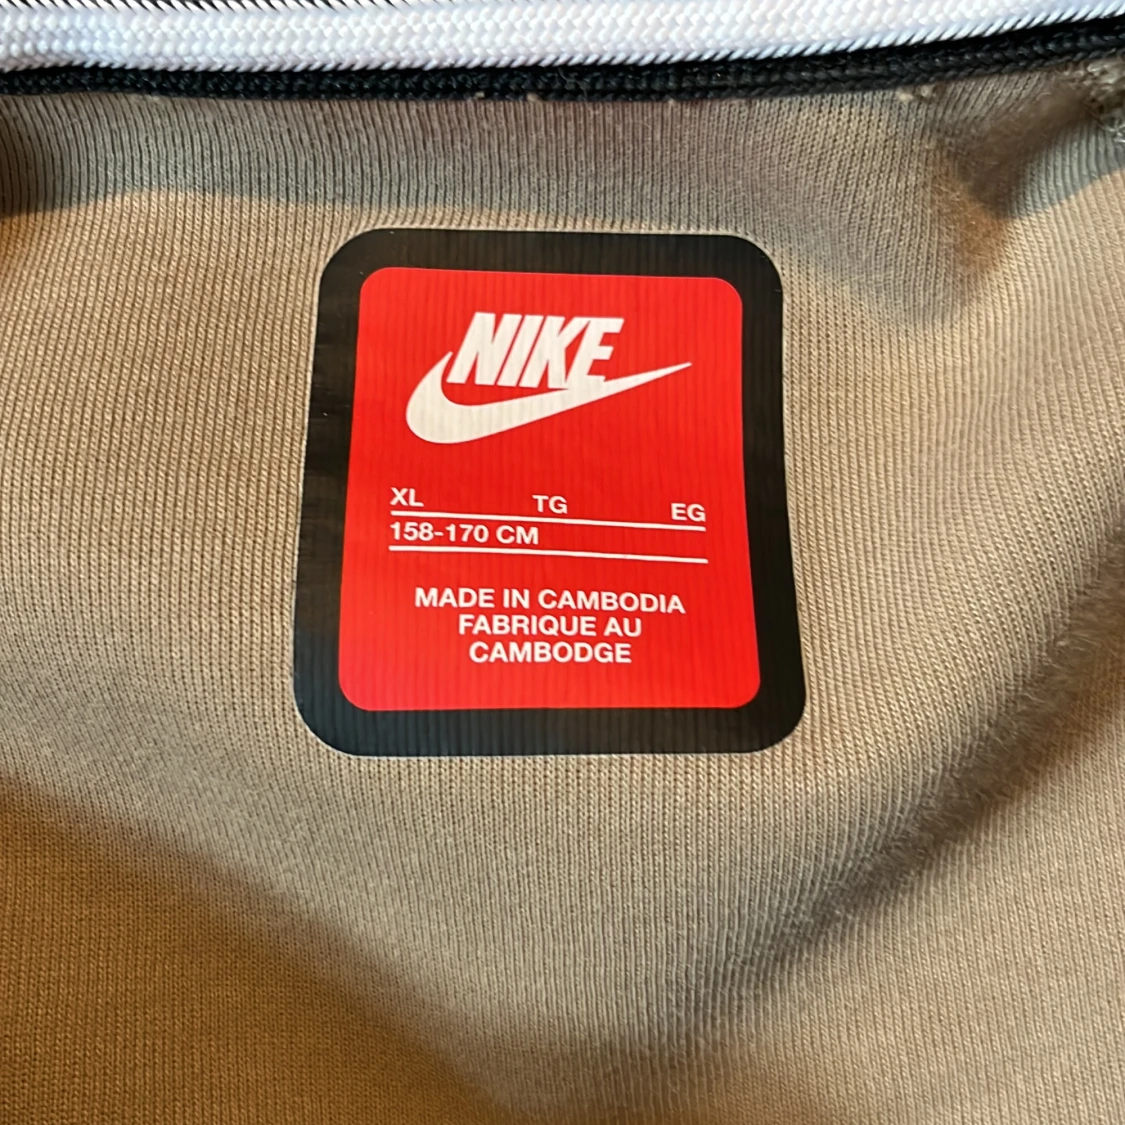 NIKE
XL TG EG
158-170 CM
MADE IN CAMBODIA
FABRIQUE AU
CAMBODGE